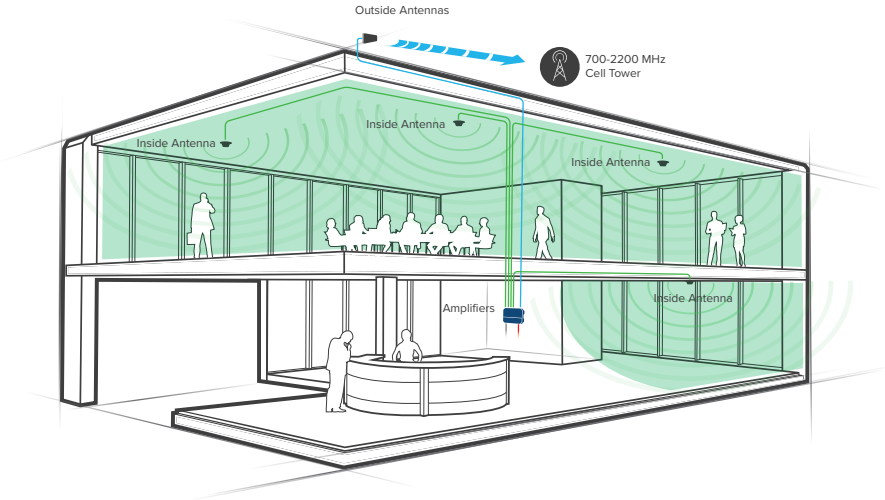 Outside Antennas
700-2200 MHz
Cell Tower
Inside Antenna
Inside Antenna
Inside Antenna
Inside Antenna
Amplifiers